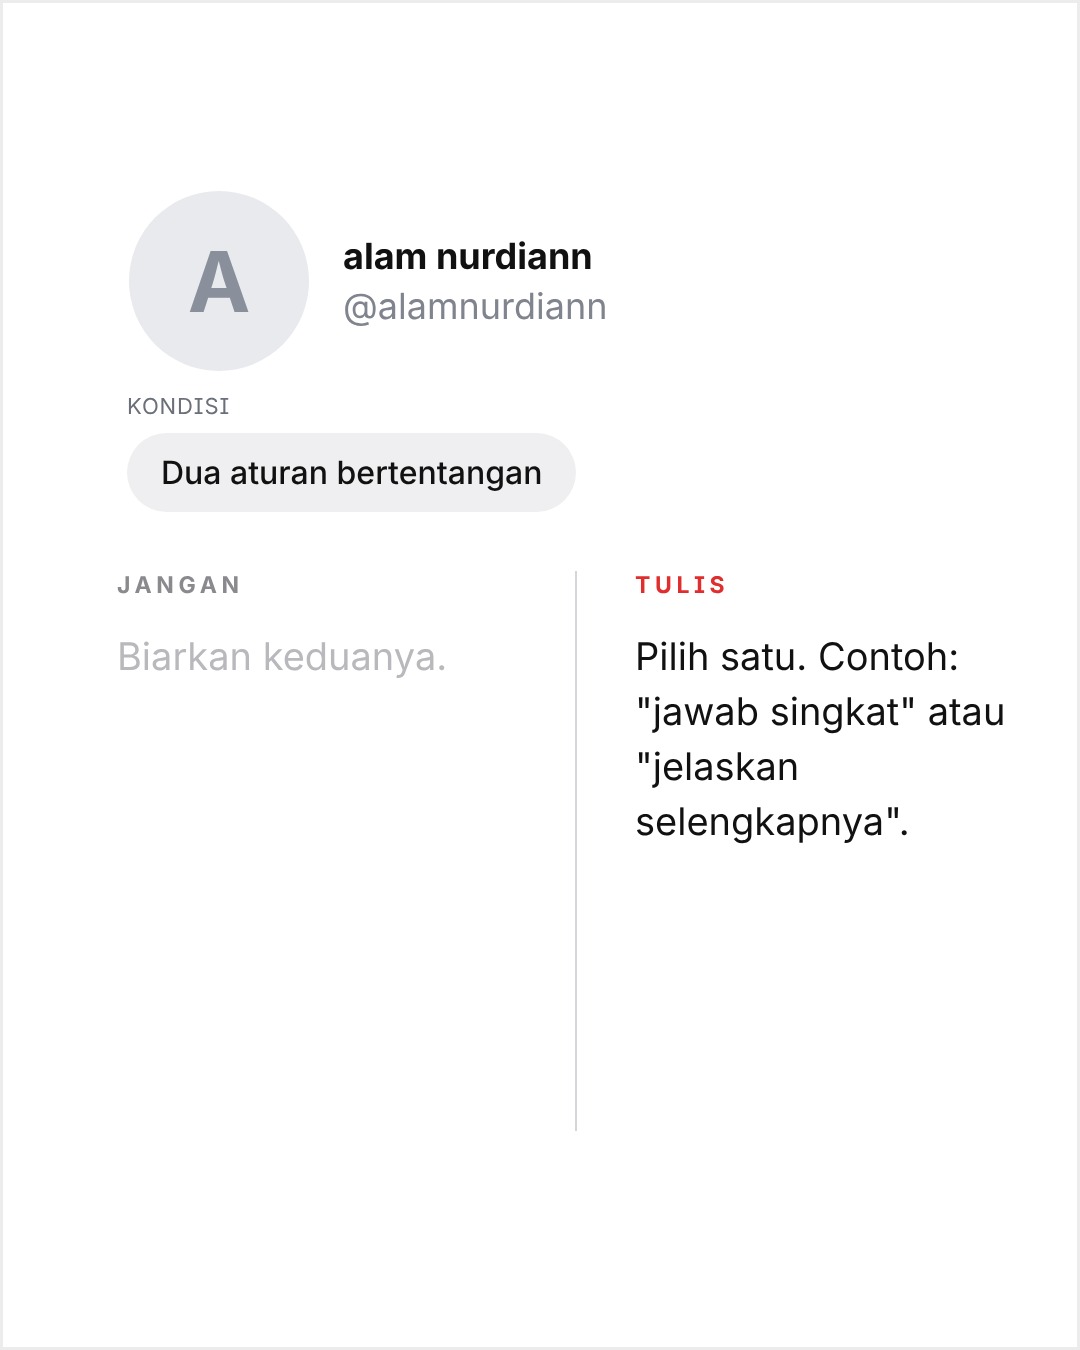 A
alam nurdiann
@alamnurdiann
KONDISI
Dua aturan bertentangan
JANGAN
Biarkan keduanya.
TULIS
Pilih satu. Contoh:
"jawab singkat" atau
"jelaskan
selengkapnya".